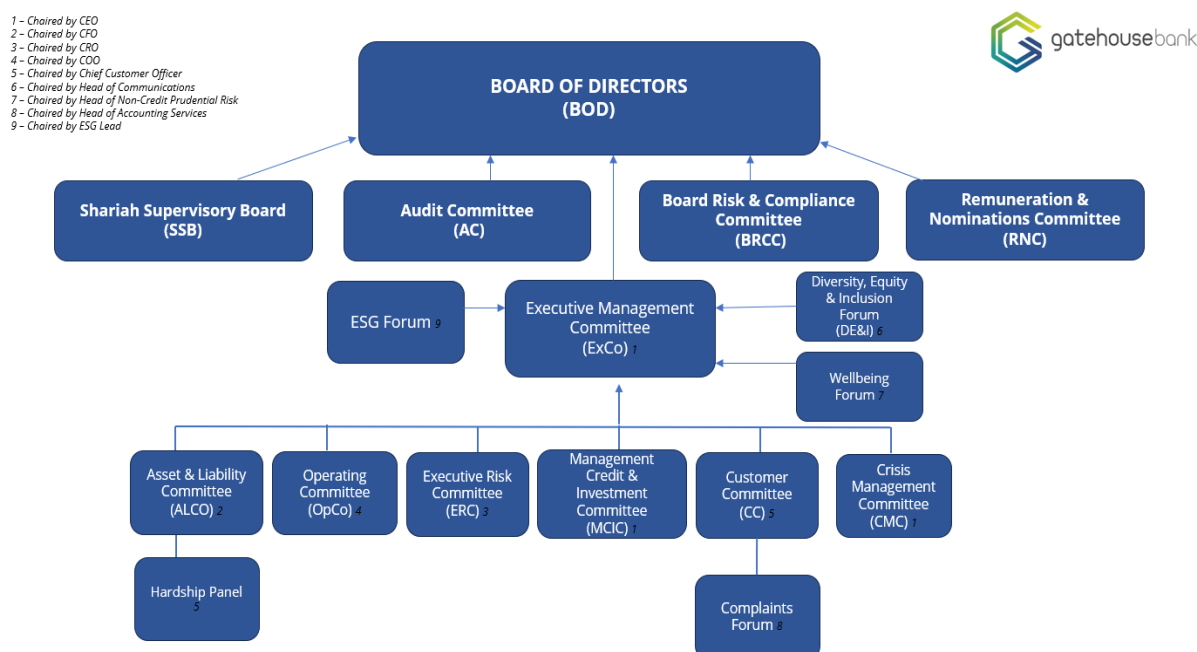 1 – Chaired by CEO
2 – Chaired by CFO
3 – Chaired by CRO
4 – Chaired by COO
5 – Chaired by Chief Customer Officer
6 – Chaired by Head of Communications
7 – Chaired by Head of Non-Credit Prudential Risk
8 – Chaired by Head of Accounting Services
9 – Chaired by ESG Lead
gatehousebank
BOARD OF DIRECTORS
(BOD)
Shariah Supervisory Board
(SSB)
Audit Committee
(AC)
Board Risk & Compliance
Committee
(BRCC)
Remuneration &
Nominations Committee
(RNC)
ESG Forum 9
Executive Management
Committee
(ExCo) 1
Diversity, Equity
& Inclusion
Forum
(DE&I) 6
Wellbeing
Forum 7
Asset & Liability
Committee
(ALCO) 2
Operating
Committee
(OpCo) 4
Executive Risk
Committee
(ERC) 3
Management
Credit &
Investment
Committee
(MCIC) 1
Customer
Committee
(CC) 5
Crisis
Management
Committee
(CMC) 1
Hardship Panel
5
Complaints
Forum 8